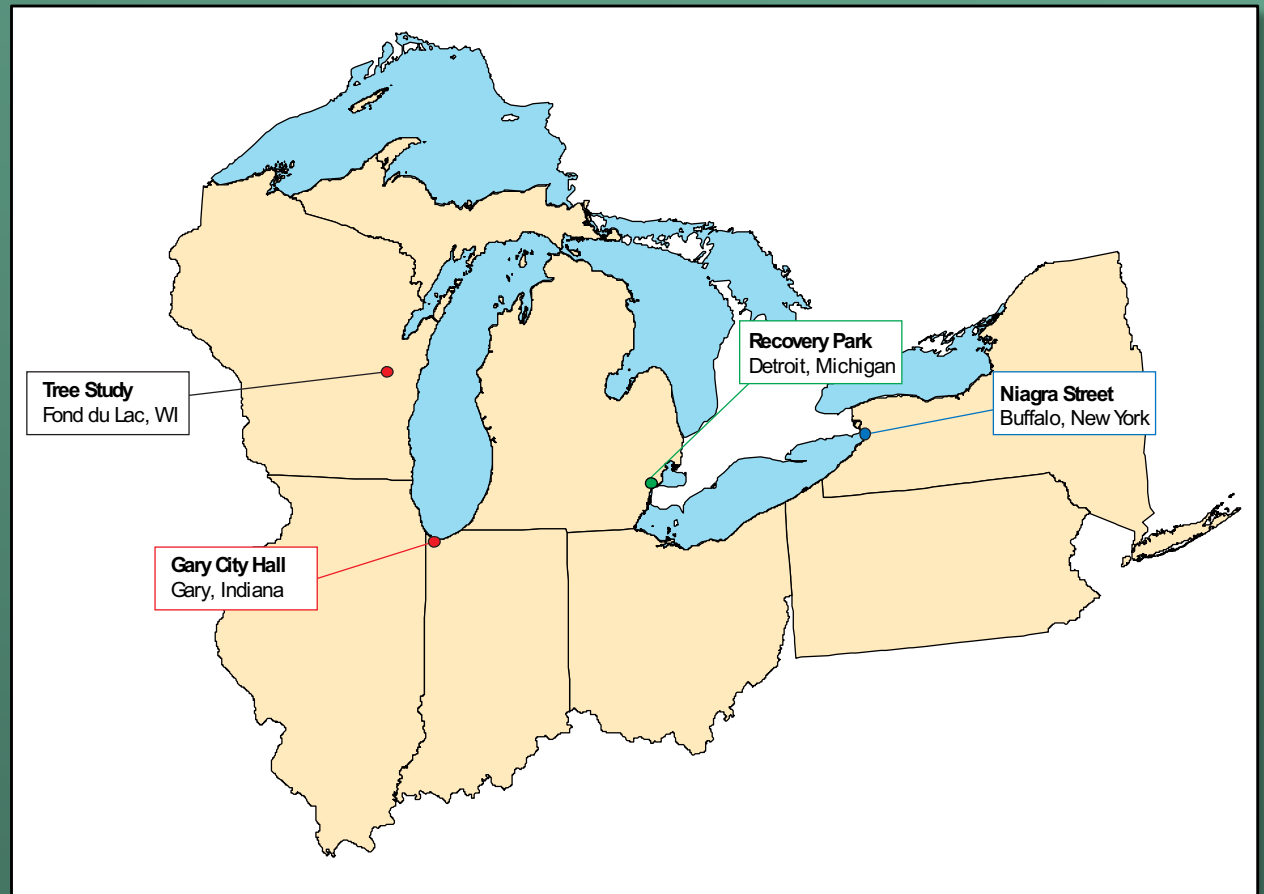 Recovery Park
Detroit, Michigan
Tree Study
Fond du Lac, WI
Niagra Street
Buffalo, New York
Gary City Hall
Gary, Indiana